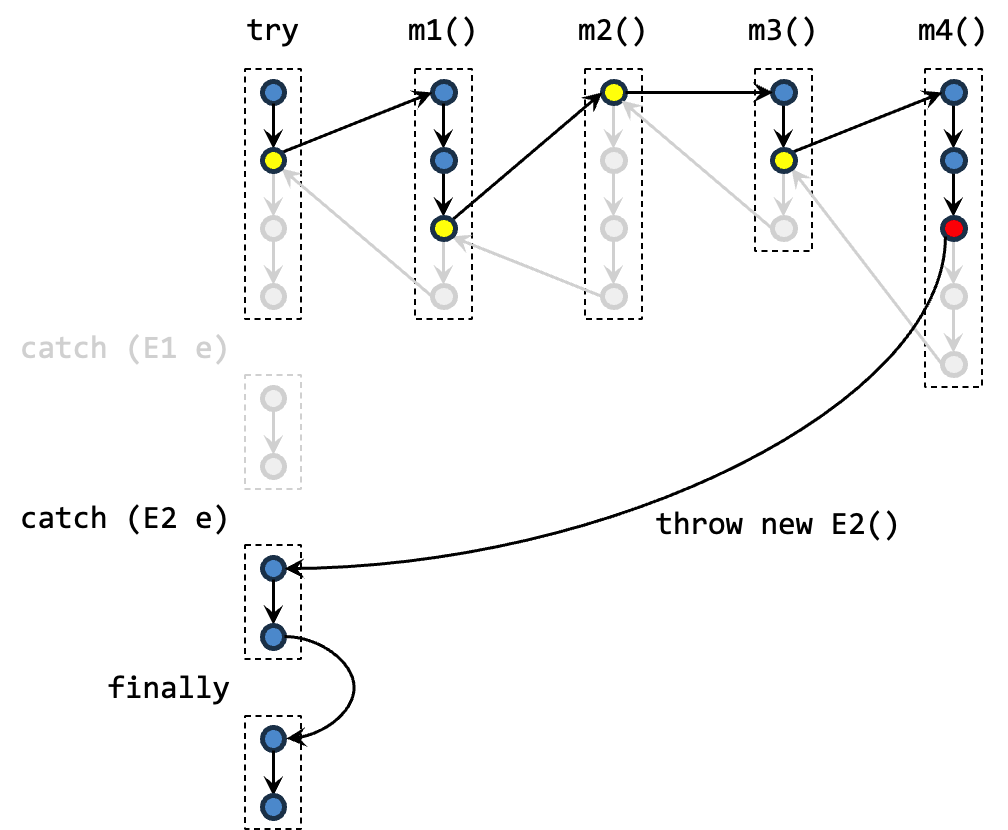 try m1() m2() m3() m4()
catch (E1 e)
catch (E2 e)
throw new E2()
finally